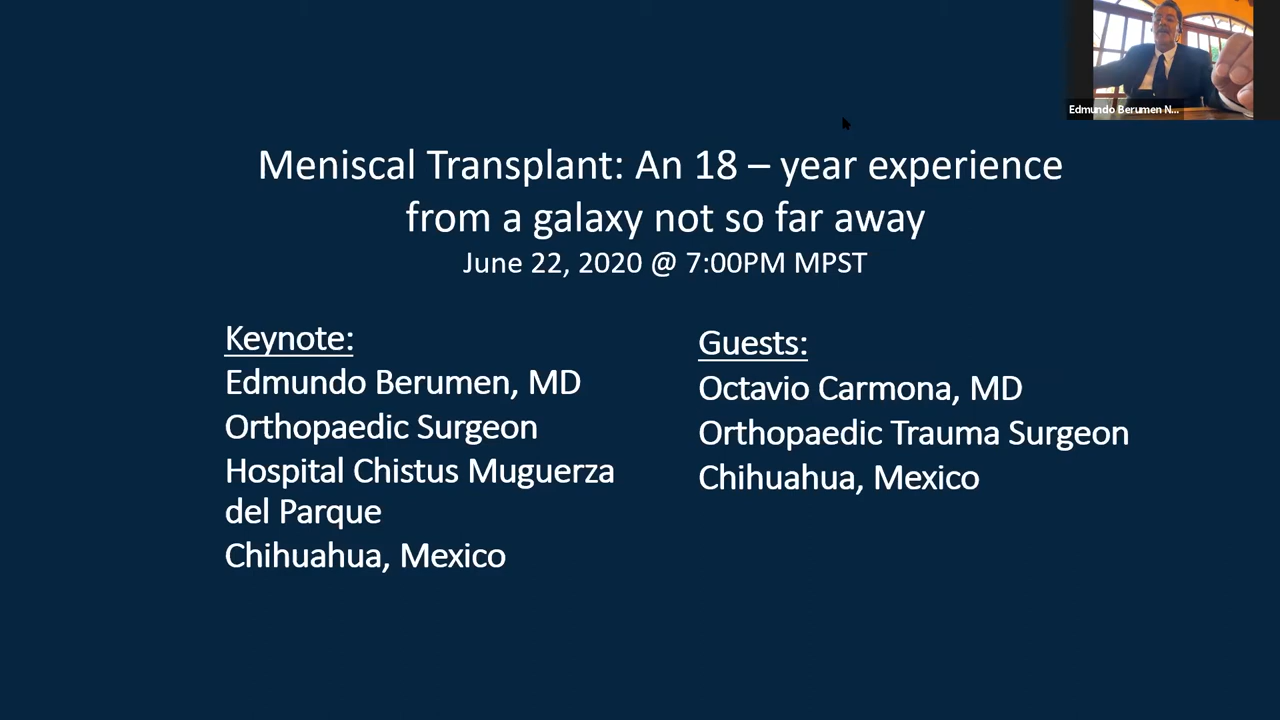 Edmundo Berumen N...
Meniscal Transplant: An 18 – year experience
from a galaxy not so far away
June 22, 2020 @ 7:00PM MPST
Keynote:
Edmundo Berumen, MD
Orthopaedic Surgeon
Hospital Chistus Muguerza
del Parque
Chihuahua, Mexico
Guests:
Octavio Carmona, MD
Orthopaedic Trauma Surgeon
Chihuahua, Mexico